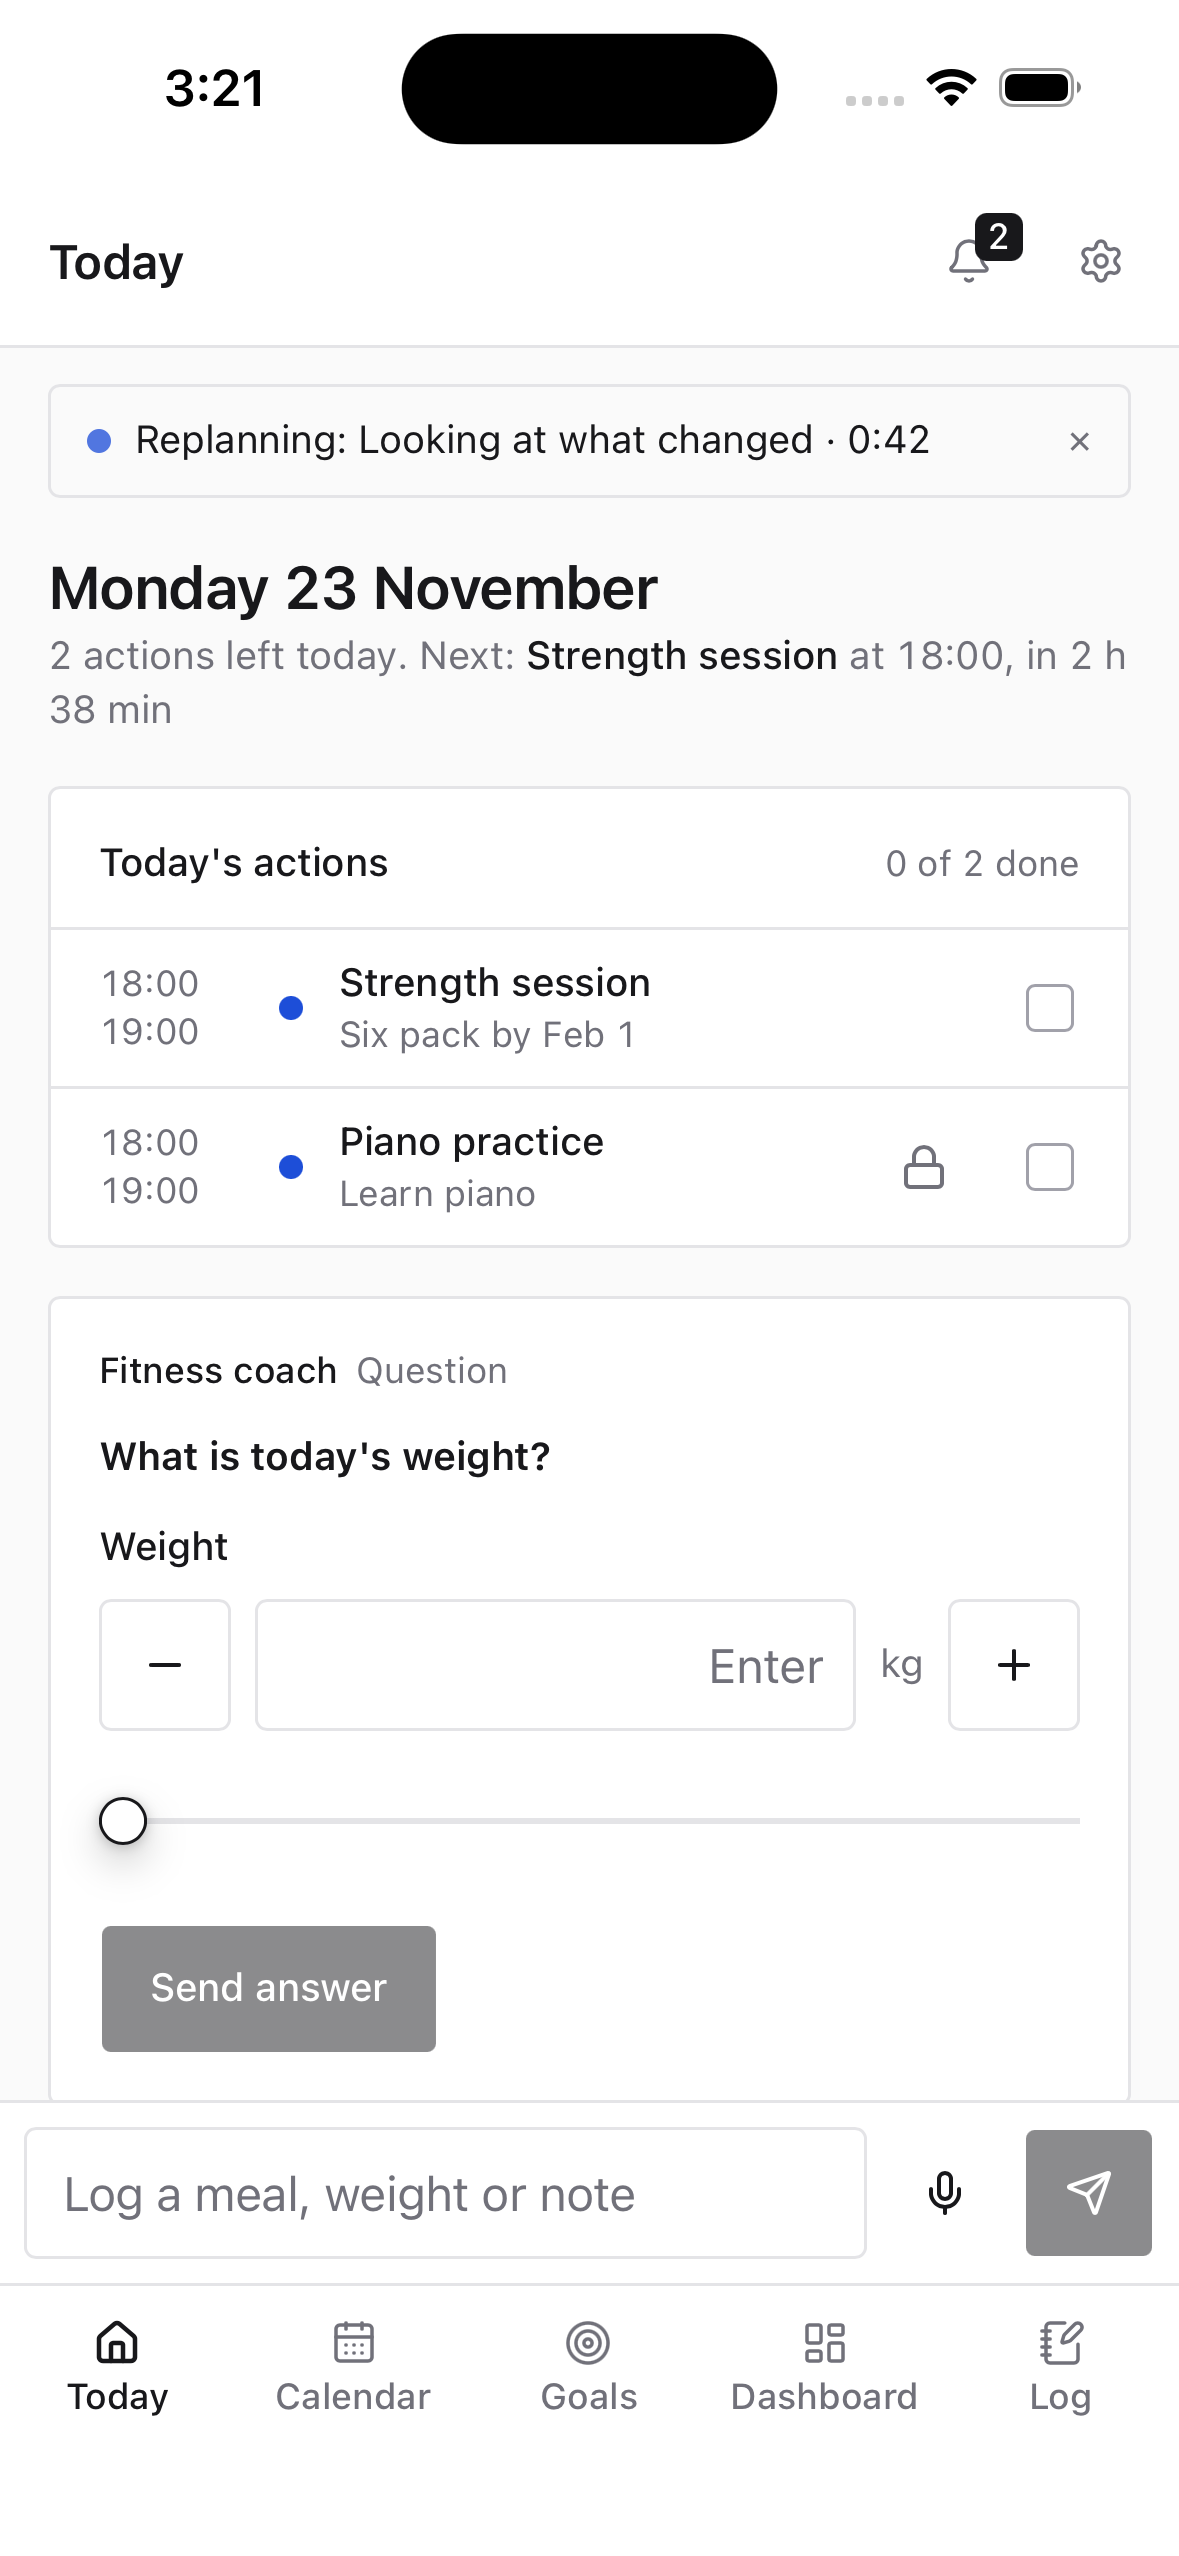 3:21
Today
2
Replanning: Looking at what changed · 0:42
×
Monday 23 November
2 actions left today. Next: Strength session at 18:00, in 2 h
38 min
Today's actions
0 of 2 done
18:00
19:00
Strength session
Six pack by Feb 1
18:00
19:00
Piano practice
Learn piano
Fitness coach Question
What is today's weight?
Weight
Enter
kg
Send answer
Log a meal, weight or note
Today
Calendar
Goals
Dashboard
Log